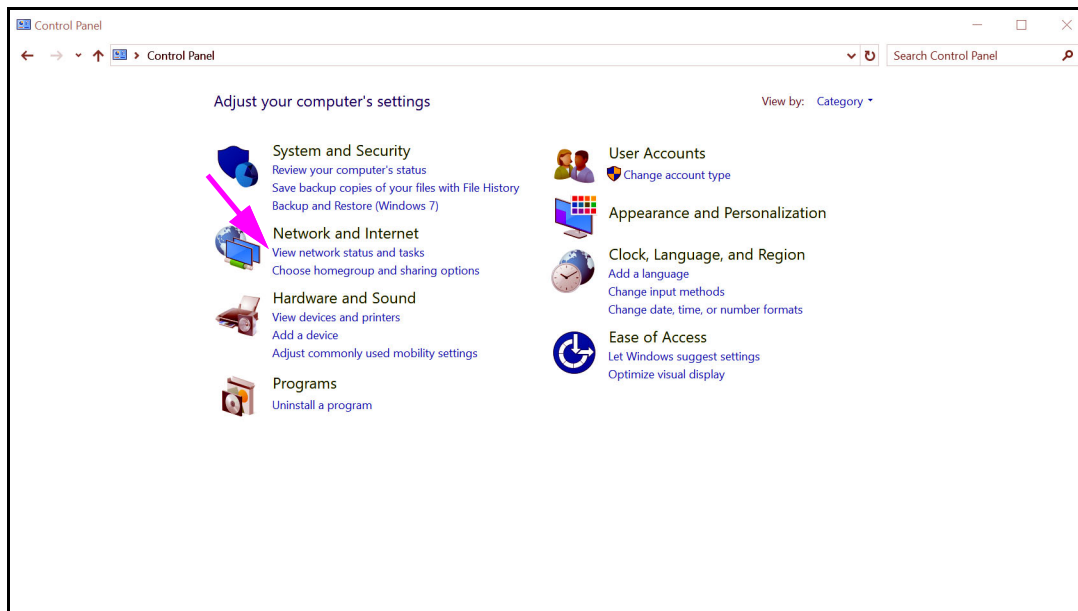 Control Panel
Control Panel
Search Control Panel
Adjust your computer's settings
View by: Category
System and Security
Review your computer's status
Save backup copies of your files with File History
Backup and Restore (Windows 7)
Network and Internet
View network status and tasks
Choose homegroup and sharing options
Hardware and Sound
View devices and printers
Add a device
Adjust commonly used mobility settings
Programs
Uninstall a program
User Accounts
Change account type
Appearance and Personalization
Clock, Language, and Region
Add a language
Change input methods
Change date, time, or number formats
Ease of Access
Let Windows suggest settings
Optimize visual display